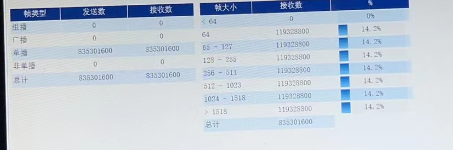 帧类型 发送数 接收数
组播 0 0
广播 0 0
单播 835301600 835301600
非单播 0 0
总计 835301600 835301600
帧大小 接收数 %
< 64 0 0%
64 119328800 14.2%
65 - 127 119328800 14.2%
128 - 255 119328800 14.2%
256 - 511 119328800 14.2%
512 - 1023 119328800 14.2%
1024 - 1518 119328800 14.2%
> 1518 119328800 14.2%
总计 835301600